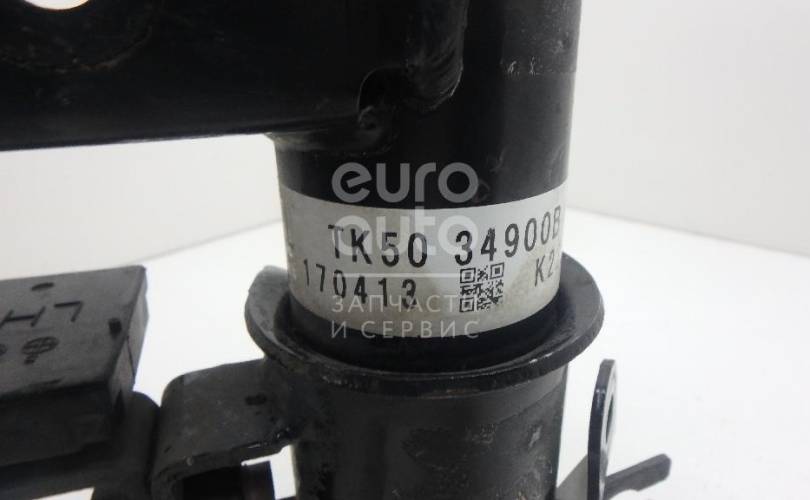 euro
auto
TK50 34900B
170413 K2
ЗАПЧАСТИ
И СЕРВИС
LH